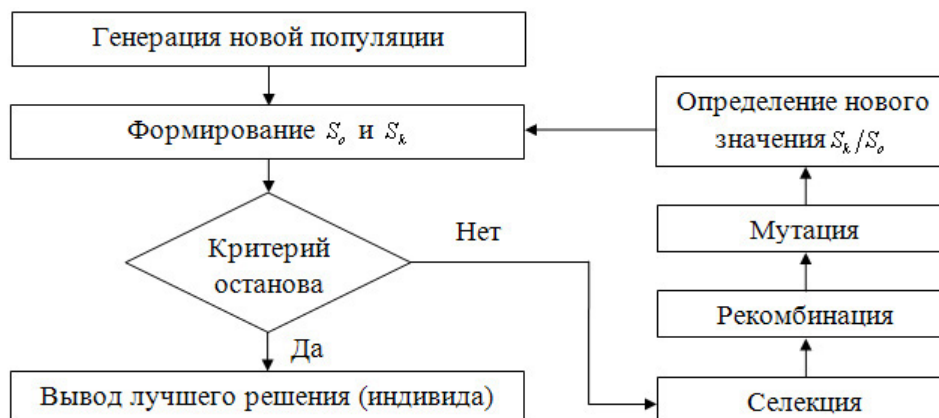 Генерация новой популяции
Формирование S_o и S_k
Критерий
останова
Да
Вывод лучшего решения (индивида)
Нет
Определение нового
значения S_k/S_o
Мутация
Рекомбинация
Селекция